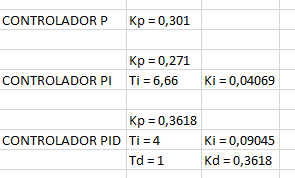 CONTROLADOR P Kp = 0,301
Kp = 0,271
CONTROLADOR PI Ti = 6,66 Ki = 0,04069
Kp = 0,3618
CONTROLADOR PID Ti = 4 Ki = 0,09045
Td = 1 Kd = 0,3618